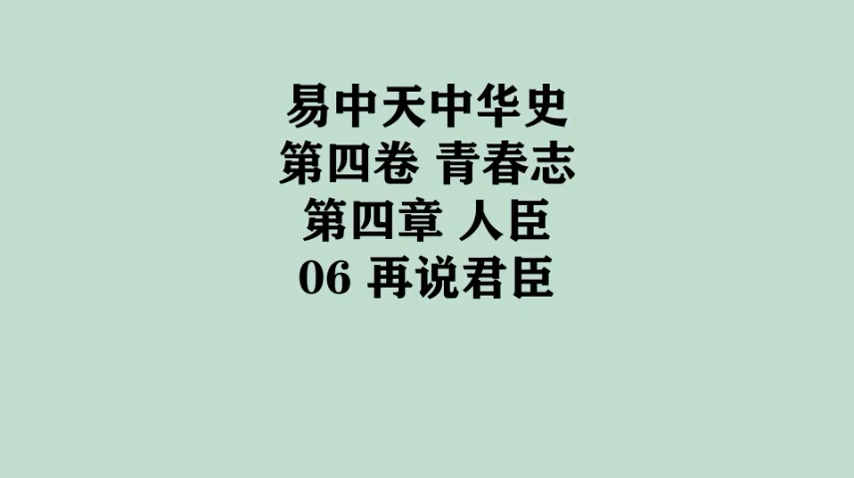 易中天中华史
第四卷 青春志
第四章 人臣
06 再说君臣